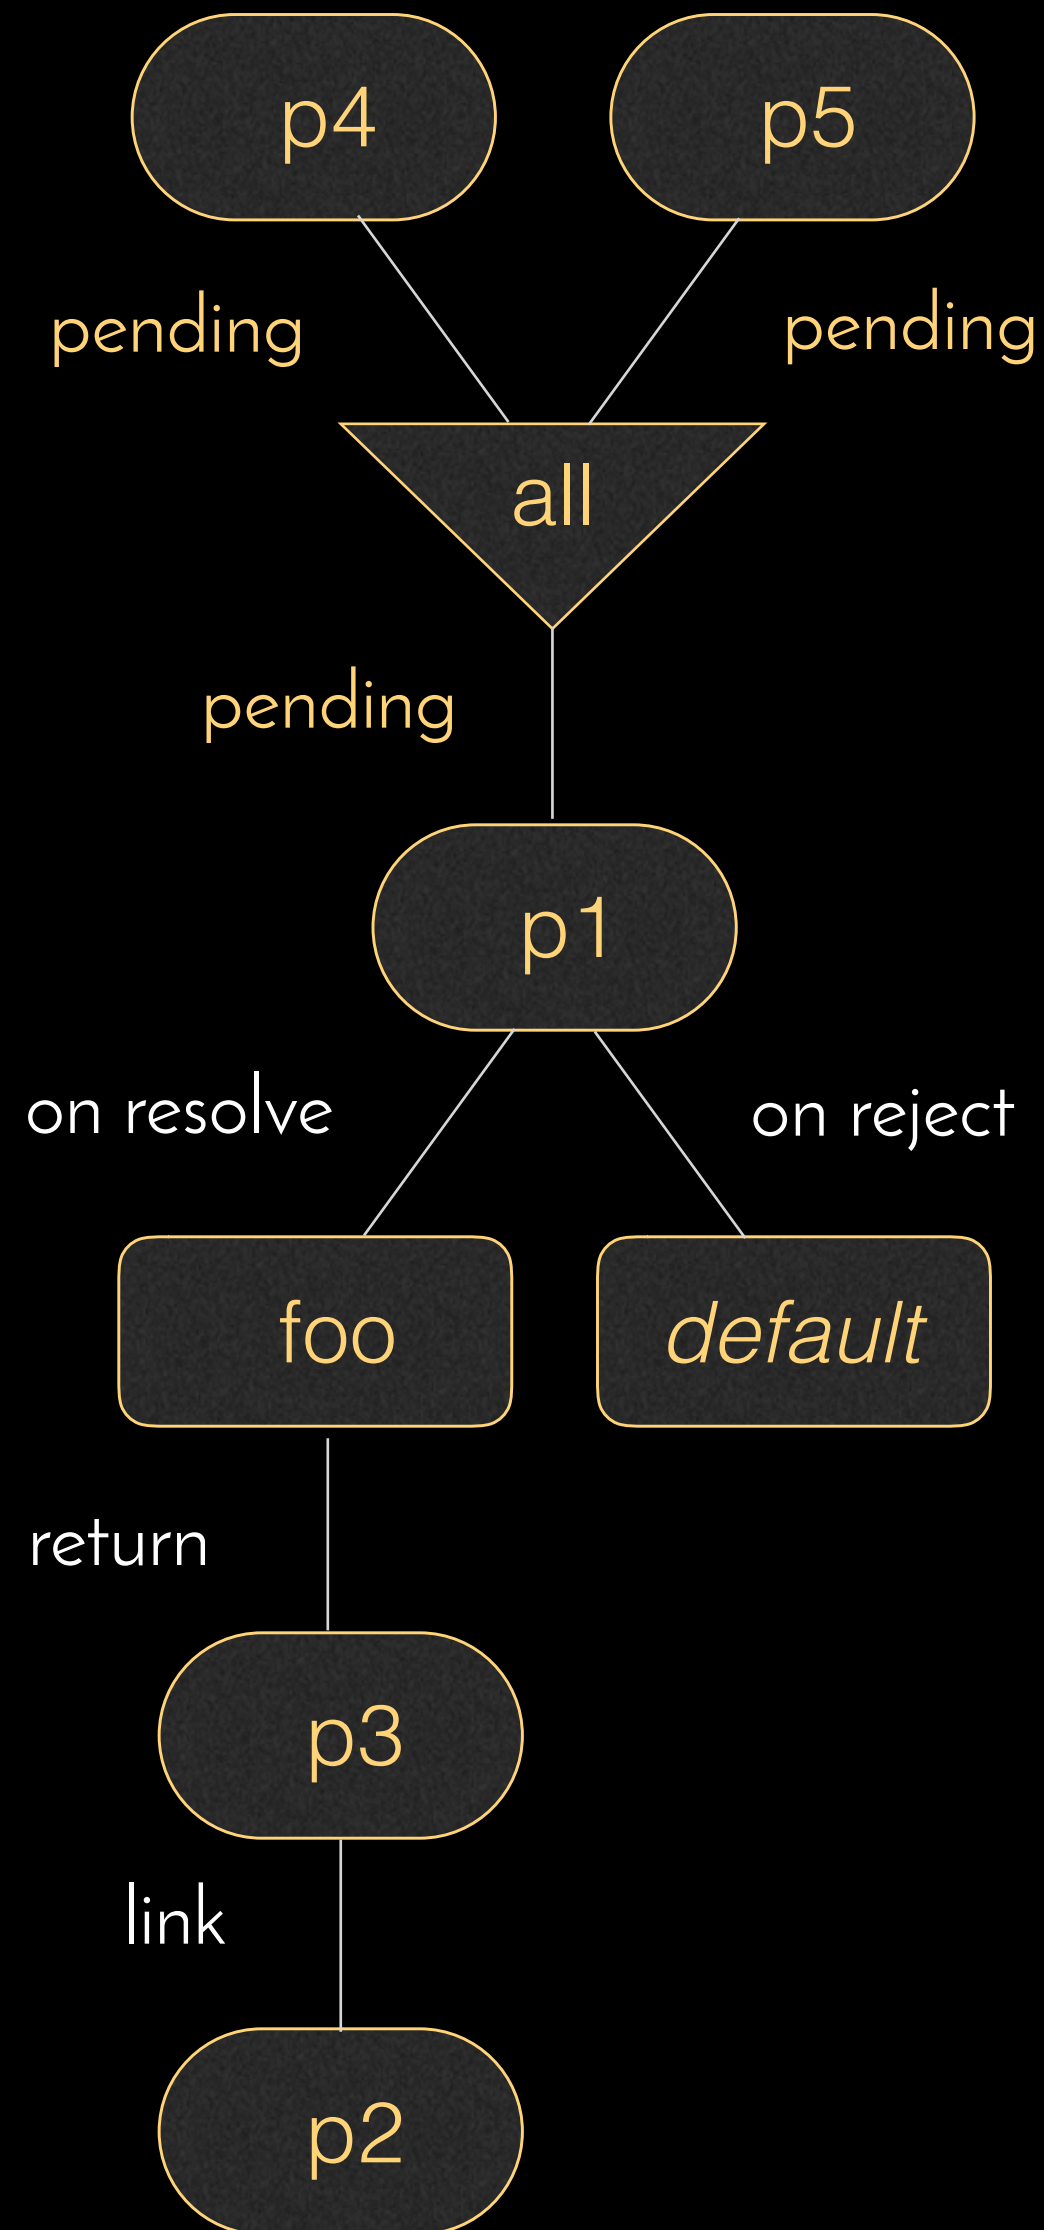 p4 p5
pending pending
all
pending
p1
on resolve on reject
foo default
return
p3
link
p2